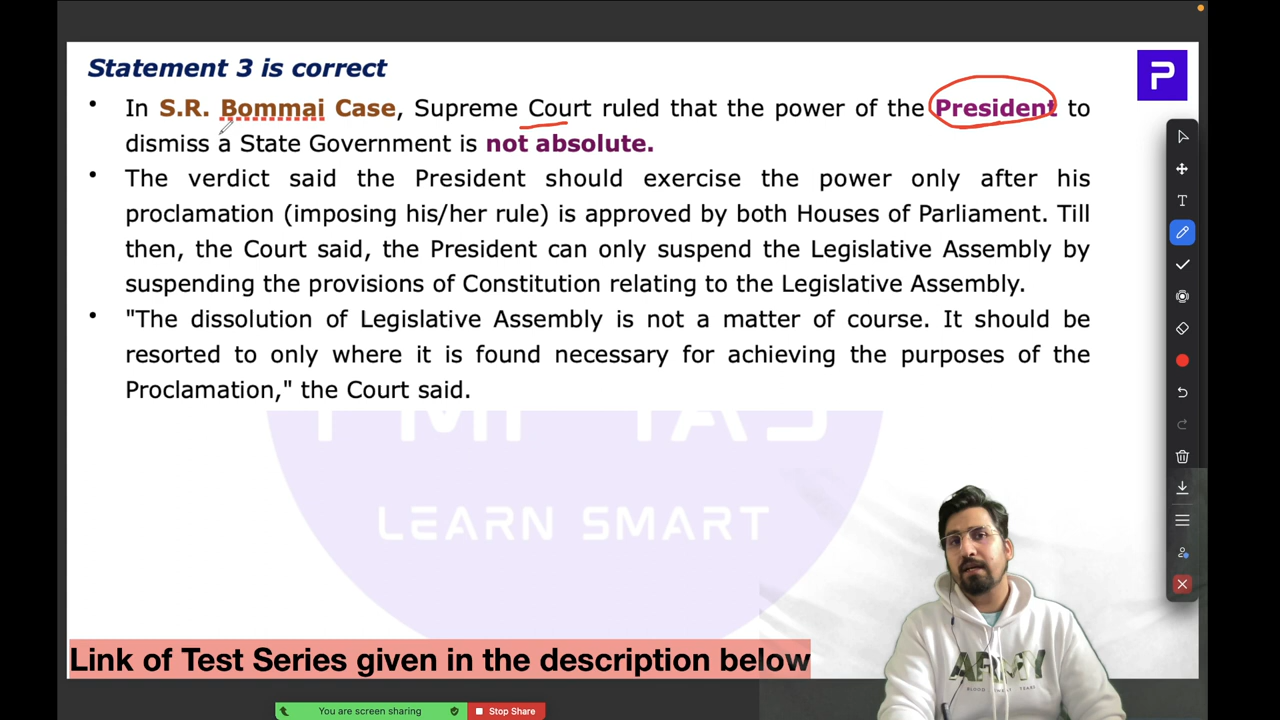 Statement 3 is correct
• In S.R. Bommai Case, Supreme Court ruled that the power of the President to
dismiss a State Government is not absolute.
• The verdict said the President should exercise the power only after his
proclamation (imposing his/her rule) is approved by both Houses of Parliament. Till
then, the Court said, the President can only suspend the Legislative Assembly by
suspending the provisions of Constitution relating to the Legislative Assembly.
• "The dissolution of Legislative Assembly is not a matter of course. It should be
resorted to only where it is found necessary for achieving the purposes of the
Proclamation," the Court said.
LEARN SMART
ARMY
Link of Test Series given in the description below
You are screen sharing
Stop Share